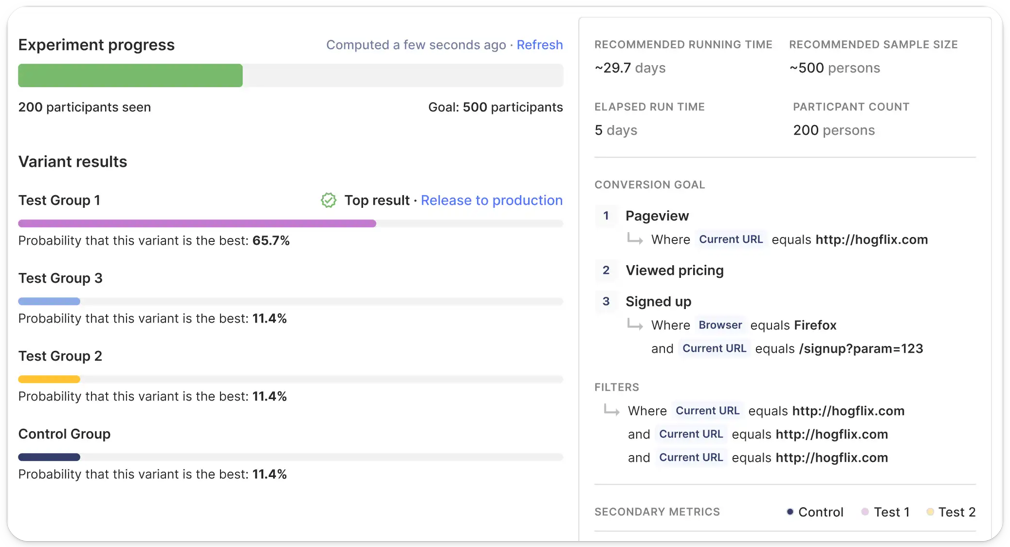 Experiment progress
Computed a few seconds ago · Refresh
200 participants seen
Goal: 500 participants
Variant results
Test Group 1
Top result · Release to production
Probability that this variant is the best: 65.7%
Test Group 3
Probability that this variant is the best: 11.4%
Test Group 2
Probability that this variant is the best: 11.4%
Control Group
Probability that this variant is the best: 11.4%
RECOMMENDED RUNNING TIME
~29.7 days
RECOMMENDED SAMPLE SIZE
~500 persons
ELAPSED RUN TIME
5 days
PARTICPANT COUNT
200 persons
CONVERSION GOAL
1 Pageview
Where Current URL equals http://hogflix.com
2 Viewed pricing
3 Signed up
Where Browser equals Firefox
and Current URL equals /signup?param=123
FILTERS
Where Current URL equals http://hogflix.com
and Current URL equals http://hogflix.com
and Current URL equals http://hogflix.com
SECONDARY METRICS
Control
Test 1
Test 2